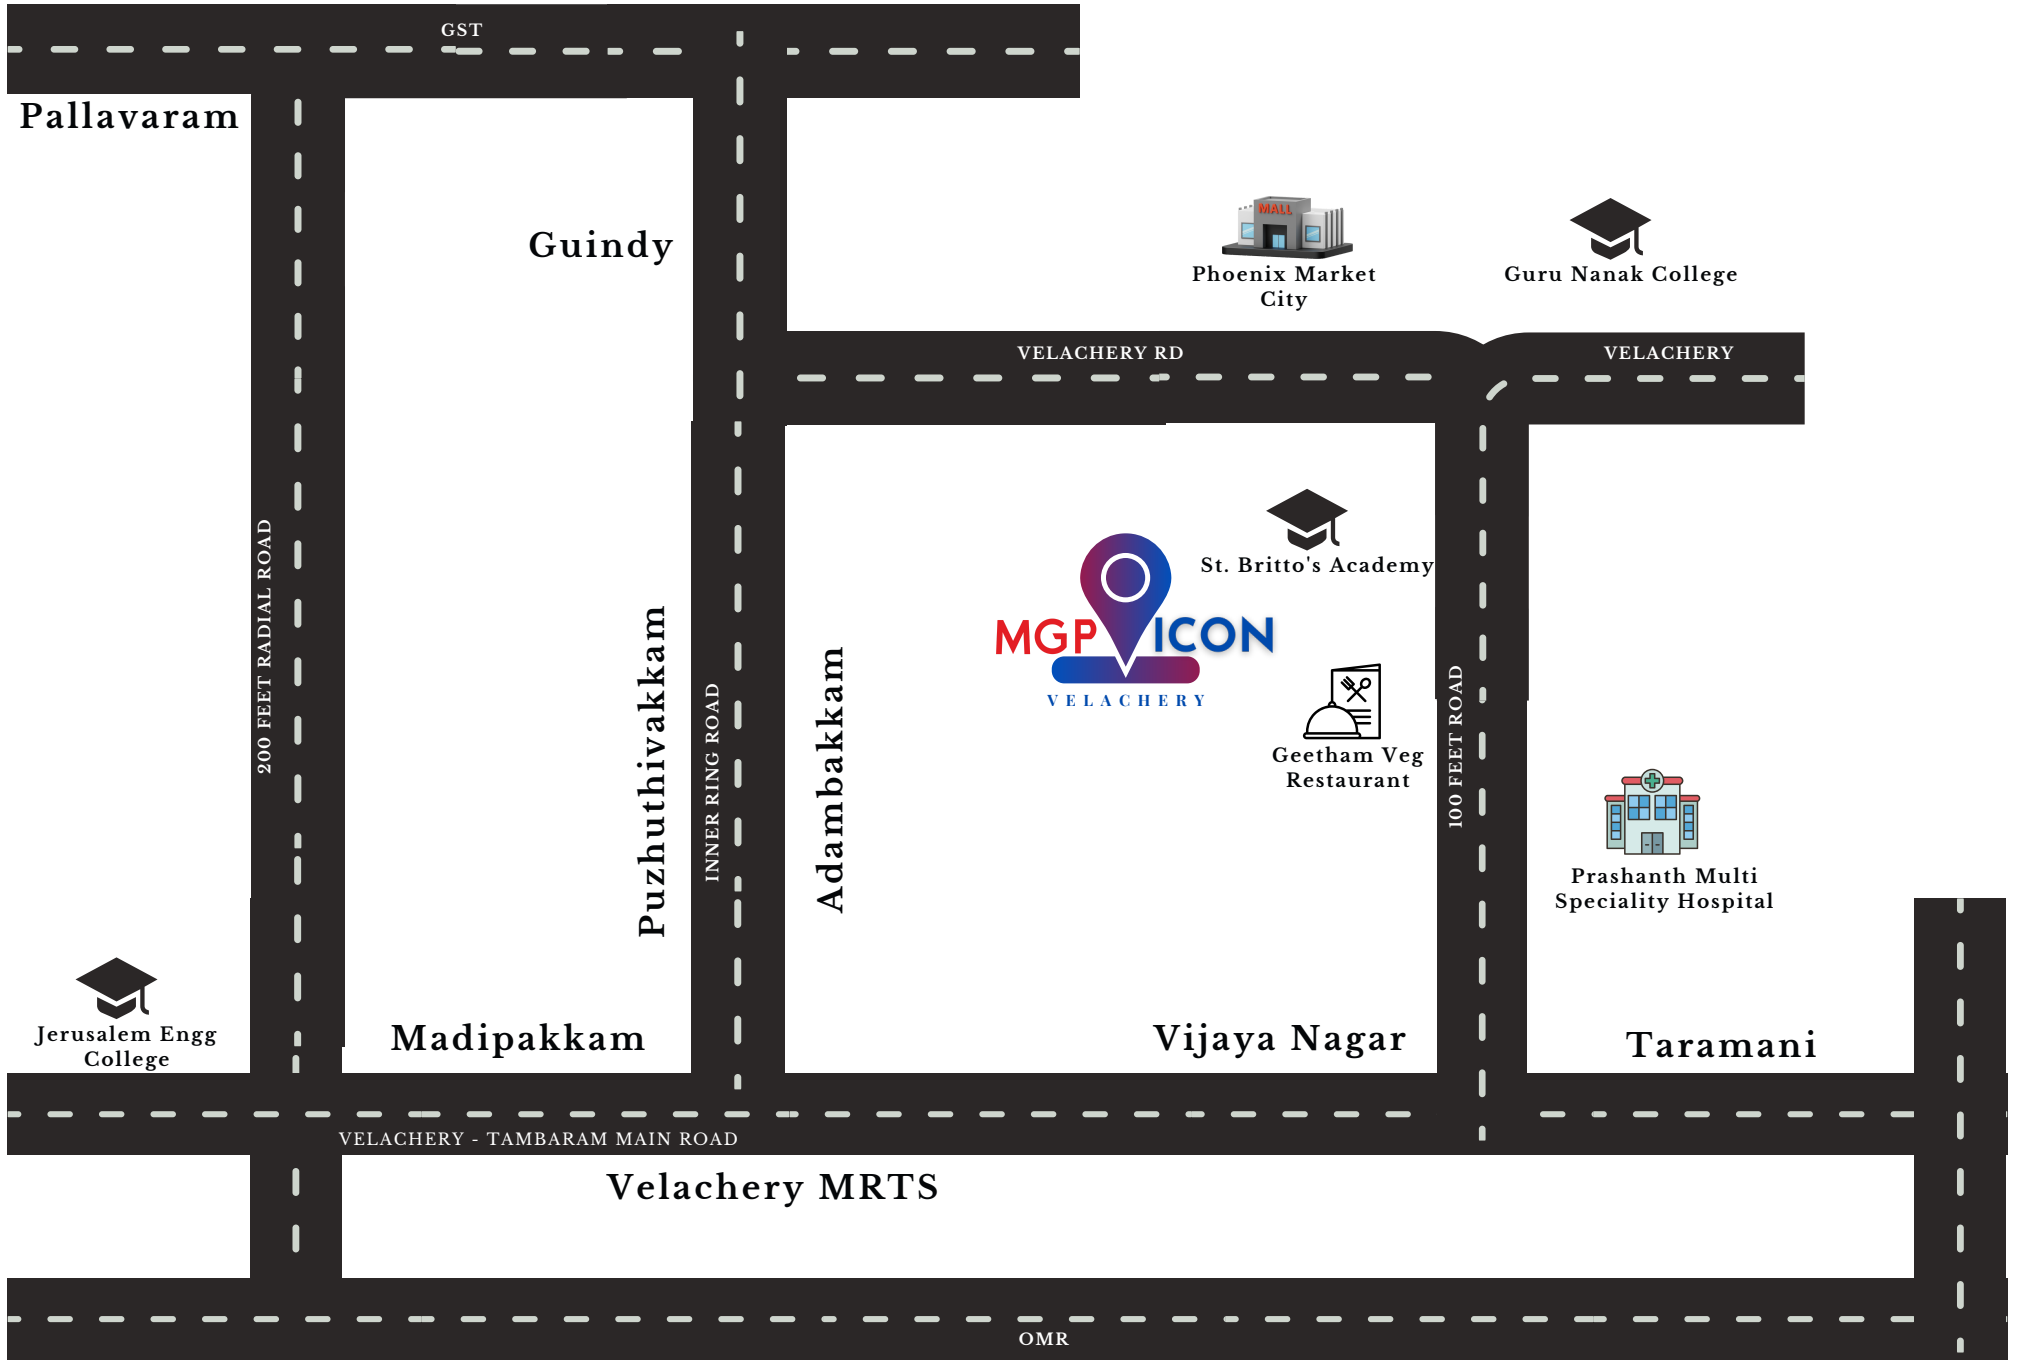 GST
Pallavaram
Guindy
MALL
Phoenix Market
City
Guru Nanak College
VELACHERY RD
VELACHERY
St. Britto's Academy
MGP ICON
VELACHERY
200 FEET RADIAL ROAD
Puzhuthivakkam
INNER RING ROAD
Adambakkam
Geetham Veg
Restaurant
100 FEET ROAD
Prashanth Multi
Speciality Hospital
Jerusalem Engg
College
Madipakkam
Vijaya Nagar
Taramani
VELACHERY - TAMBARAM MAIN ROAD
Velachery MRTS
OMR